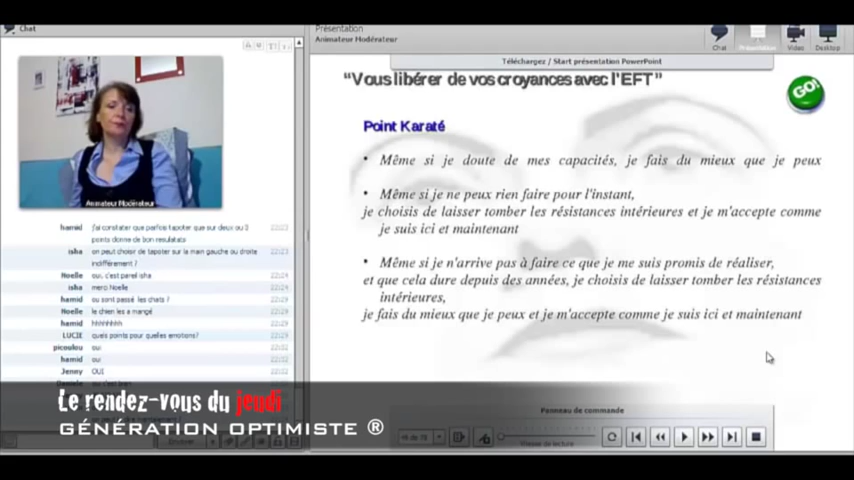 Chat
Présentation
Animateur Modérateur
Chat
Présentation
Video
Desktop
Téléchargez / Start présentation PowerPoint
"Vous libérer de vos croyances avec l'EFT"
GO!
Point Karaté
• Même si je doute de mes capacités, je fais du mieux que je peux
• Même si je ne peux rien faire pour l'instant,
je choisis de laisser tomber les résistances intérieures et je m'accepte comme
je suis ici et maintenant
• Même si je n'arrive pas à faire ce que je me suis promis de réaliser,
et que cela dure depuis des années, je choisis de laisser tomber les résistances
intérieures,
je fais du mieux que je peux et je m'accepte comme je suis ici et maintenant
Animateur Modérateur
hamid j'ai constater que parfois tapoter que sur deux ou 3
points donne de bon resulatats
isha on peut choisir de tapoter sur la main gauche ou droite
indifférement ?
Noelle oui, c'est pareil isha
isha merci Noelle
hamid ou sont passé les chats ?
Noelle le chien les a mangé
hamid hhhhhhhh
LUCIE quels points pour quelles emotions?
picoulou oui
hamid oui
Jenny OUI
Le rendez-vous du jeudi
GÉNÉRATION OPTIMISTE ®
Envoyer
Panneau de commande
Vitesse de lecture